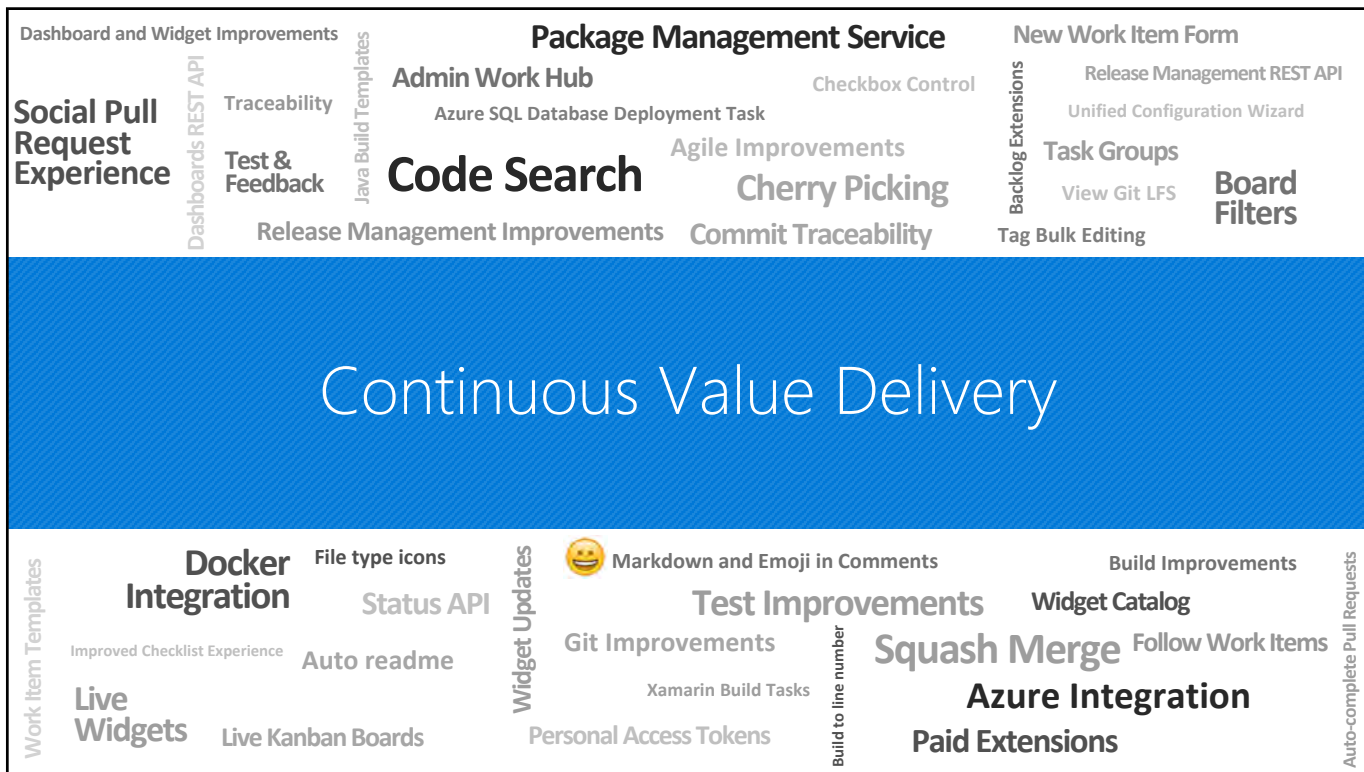 Dashboard and Widget Improvements
Package Management Service
New Work Item Form
Social Pull
Request
Experience
Dashboards REST API
Traceability
Test &
Feedback
Java Build Templates
Admin Work Hub
Checkbox Control
Azure SQL Database Deployment Task
Code Search
Agile Improvements
Cherry Picking
Release Management Improvements
Commit Traceability
Backlog Extensions
Release Management REST API
Unified Configuration Wizard
Task Groups
View Git LFS
Board
Filters
Tag Bulk Editing
Continuous Value Delivery
Work Item Templates
Docker
Integration
File type icons
Status API
Improved Checklist Experience
Auto readme
Live
Widgets
Live Kanban Boards
Widget Updates
😀 Markdown and Emoji in Comments
Build Improvements
Test Improvements
Widget Catalog
Git Improvements
Squash Merge
Follow Work Items
Xamarin Build Tasks
Build to line number
Azure Integration
Personal Access Tokens
Paid Extensions
Auto-complete Pull Requests